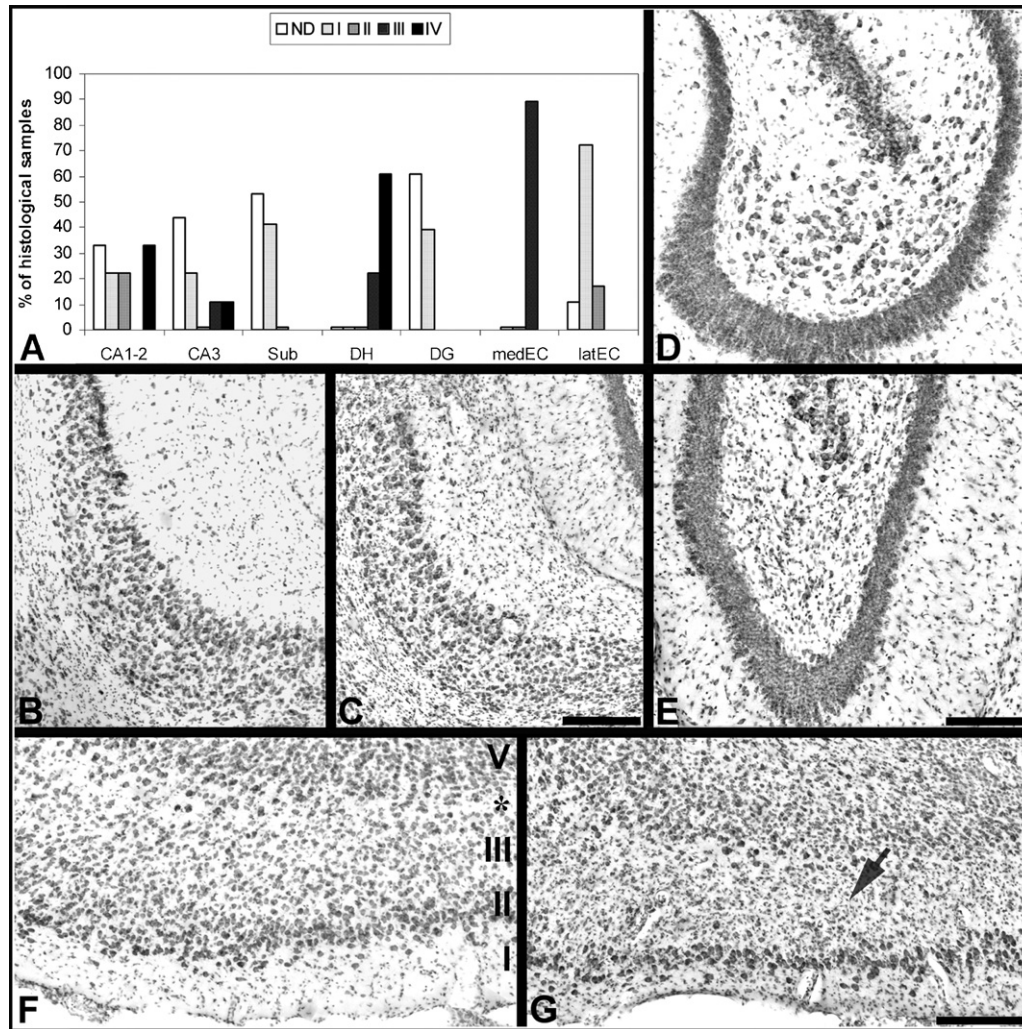 ND I II III IV
% of histological samples
100
90
80
70
60
50
40
30
20
10
0
CA1-2 CA3 Sub DH DG medEC latEC
A
D
B
C
E
V
*
III
II
I
F
G